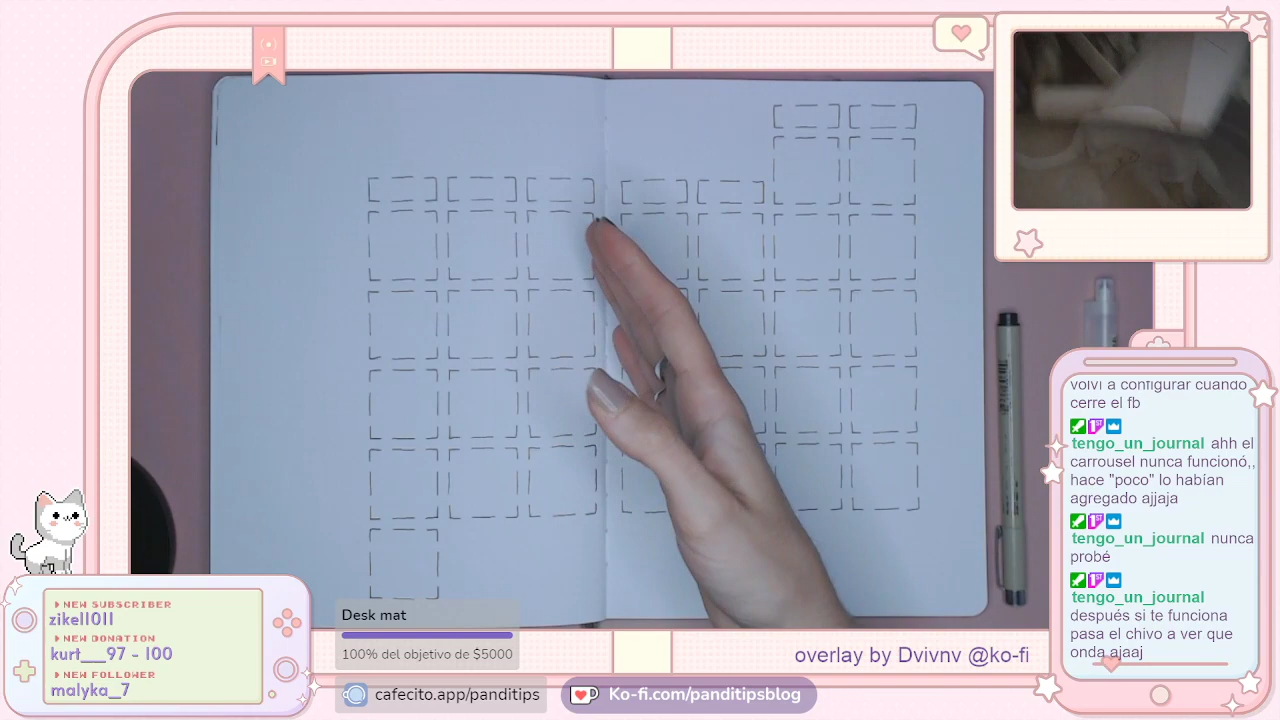 volví a configurar cuando
cerre el fb
tengo_un_journal ahh el
carrousel nunca funcionó,,
hace "poco" lo habían
agregado ajjaja
tengo_un_journal nunca
probé
tengo_un_journal
después si te funciona
pasa el chivo a ver que
onda ajaaj
NEW SUBSCRIBER
zikell011
NEW DONATION
kurt__97 - 100
NEW FOLLOWER
malyka_7
Desk mat
100% del objetivo de $5000
overlay by Dvivnv @ko-fi
cafecito.app/panditips
Ko-fi.com/panditipsblog